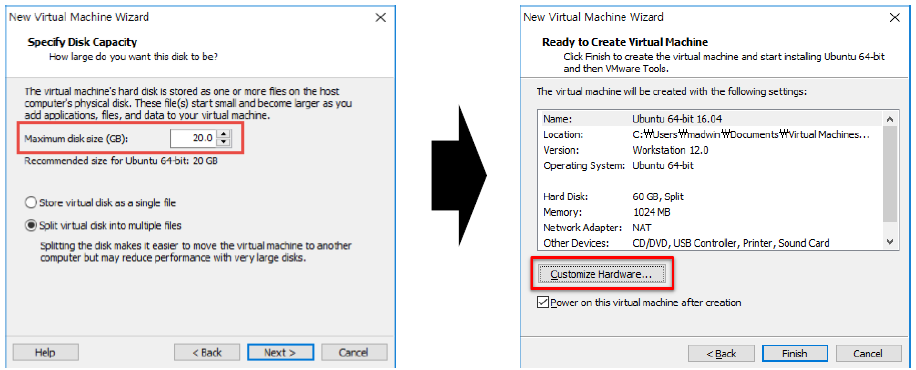 New Virtual Machine Wizard
Specify Disk Capacity
How large do you want this disk to be?
The virtual machine's hard disk is stored as one or more files on the host
computer's physical disk. These file(s) start small and become larger as you
add applications, files, and data to your virtual machine.
Maximum disk size (GB): 20.0
Recommended size for Ubuntu 64-bit: 20 GB
Store virtual disk as a single file
Split virtual disk into multiple files
Splitting the disk makes it easier to move the virtual machine to another
computer but may reduce performance with very large disks.
Help < Back Next > Cancel
New Virtual Machine Wizard
Ready to Create Virtual Machine
Click Finish to create the virtual machine and start installing Ubuntu 64-bit
and then VMware Tools.
The virtual machine will be created with the following settings:
Name: Ubuntu 64-bit 16.04
Location: C:₩Users₩madwin₩Documents₩Virtual Machines...
Version: Workstation 12.0
Operating System: Ubuntu 64-bit
Hard Disk: 60 GB, Split
Memory: 1024 MB
Network Adapter: NAT
Other Devices: CD/DVD, USB Controller, Printer, Sound Card
Customize Hardware...
Power on this virtual machine after creation
< Back Finish Cancel